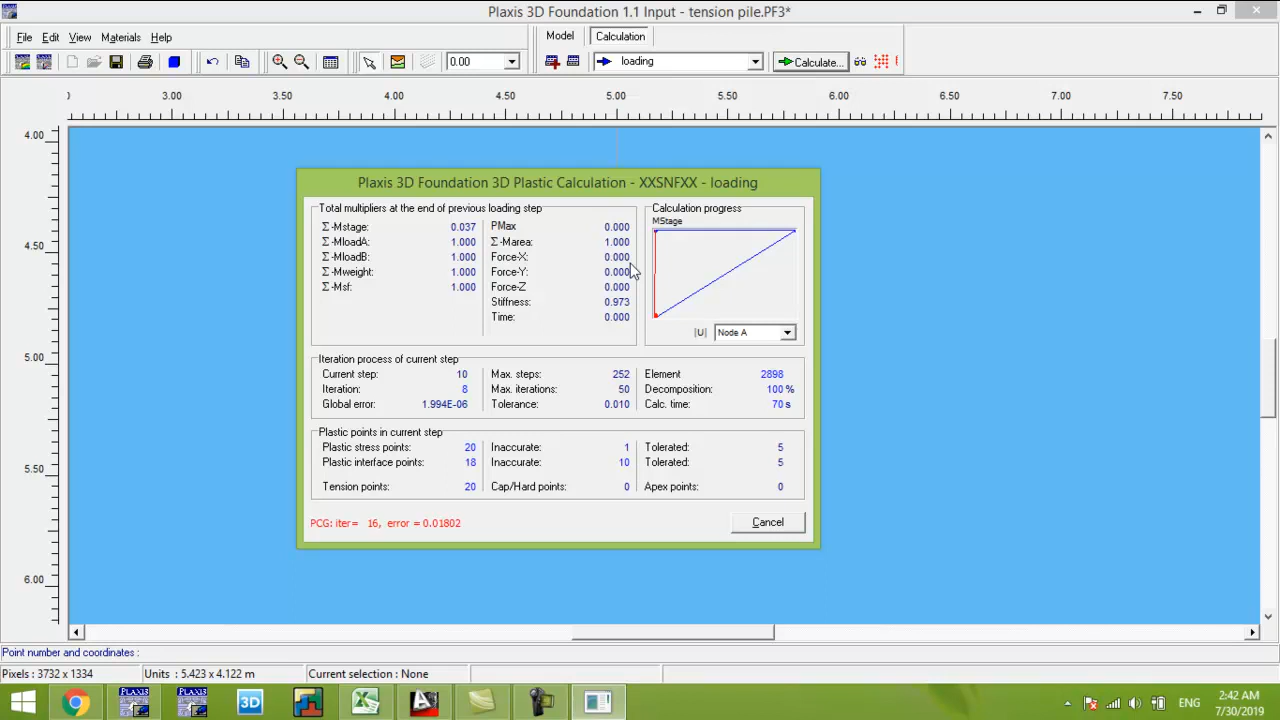 Plaxis 3D Foundation 1.1 Input - tension pile.PF3*
File Edit View Materials Help
Model Calculation
0.00
loading
Calculate...
3.00 3.50 4.00 4.50 5.00 5.50 6.00 6.50 7.00 7.50
4.00
4.50
5.00
5.50
6.00
Plaxis 3D Foundation 3D Plastic Calculation - XXSNFXX - loading
Total multipliers at the end of previous loading step
Σ-Mstage: 0.037 PMax 0.000
Σ-MloadA: 1.000 Σ-Marea: 1.000
Σ-MloadB: 1.000 Force-X: 0.000
Σ-Mweight: 1.000 Force-Y: 0.000
Σ-Msf: 1.000 Force-Z 0.000
Stiffness: 0.973
Time: 0.000
Calculation progress
MStage
|U| Node A
Iteration process of current step
Current step: 10 Max. steps: 252 Element 2898
Iteration: 8 Max. iterations: 50 Decomposition: 100 %
Global error: 1.994E-06 Tolerance: 0.010 Calc. time: 70 s
Plastic points in current step
Plastic stress points: 20 Inaccurate: 1 Tolerated: 5
Plastic interface points: 18 Inaccurate: 10 Tolerated: 5
Tension points: 20 Cap/Hard points: 0 Apex points: 0
PCG: iter= 16, error = 0.01802
Cancel
Point number and coordinates :
Pixels : 3732 x 1334 Units : 5.423 x 4.122 m Current selection : None
PLAXIS PLAXIS 3D
ENG
2:42 AM
7/30/2019